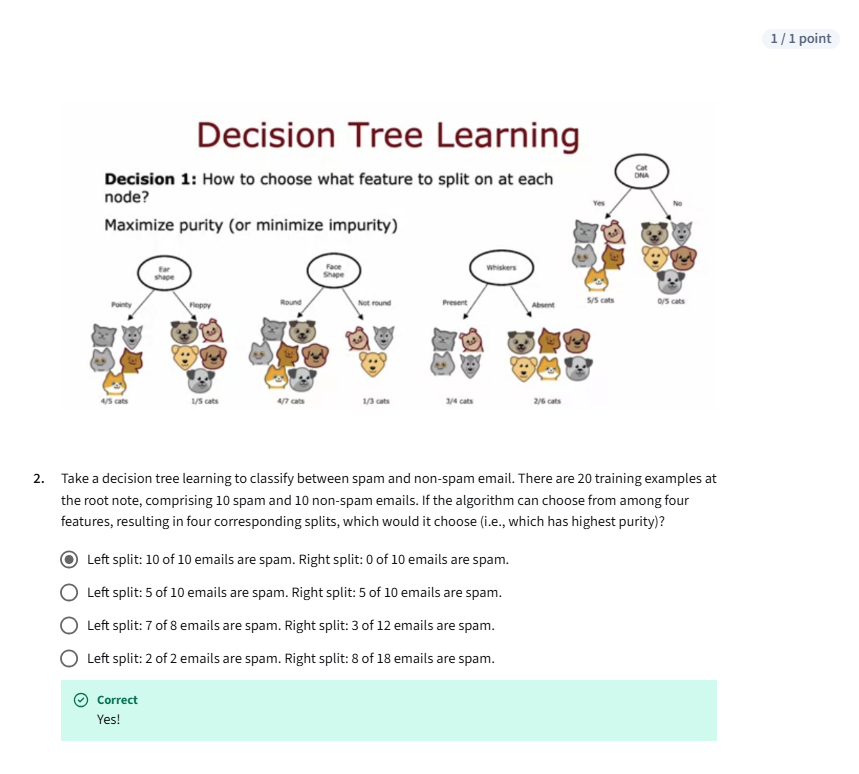 1 / 1 point
Decision Tree Learning
Decision 1: How to choose what feature to split on at each
node?
Maximize purity (or minimize impurity)
Cat
DNA
Yes
No
5/5 cats
0/5 cats
Ear
shape
Pointy
Floppy
4/5 cats
1/5 cats
Face
Shape
Round
Not round
4/7 cats
1/3 cats
Whiskers
Present
Absent
3/4 cats
2/6 cats
2. Take a decision tree learning to classify between spam and non-spam email. There are 20 training examples at
the root note, comprising 10 spam and 10 non-spam emails. If the algorithm can choose from among four
features, resulting in four corresponding splits, which would it choose (i.e., which has highest purity)?
Left split: 10 of 10 emails are spam. Right split: 0 of 10 emails are spam.
Left split: 5 of 10 emails are spam. Right split: 5 of 10 emails are spam.
Left split: 7 of 8 emails are spam. Right split: 3 of 12 emails are spam.
Left split: 2 of 2 emails are spam. Right split: 8 of 18 emails are spam.
Correct
Yes!